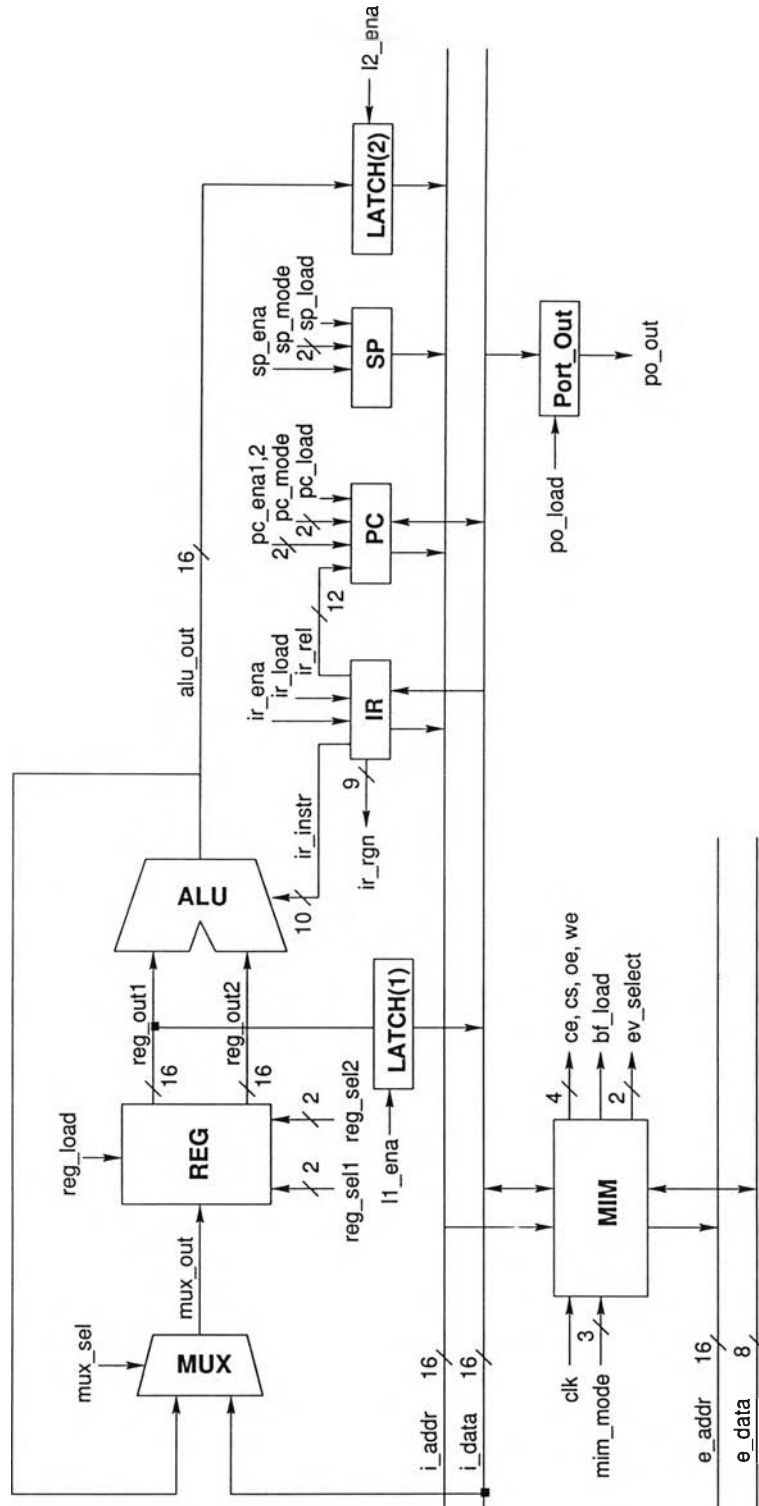 alu_out
16
l2_ena
LATCH(2)
sp_ena
sp_mode
sp_load
2
SP
pc_ena1,2
pc_mode
pc_load
2
2
PC
12
ir_ena
ir_load
ir_rel
IR
9
ir_rgn
ir_instr
10
ALU
reg_out1
16
reg_out2
16
reg_load
REG
2
reg_sel1
2
reg_sel2
LATCH(1)
l1_ena
mux_out
mux_sel
MUX
i_addr
16
i_data
16
Port_Out
po_load
po_out
MIM
clk
mim_mode
3
4
ce, cs, oe, we
bf_load
2
ev_select
e_addr
16
e_data
8